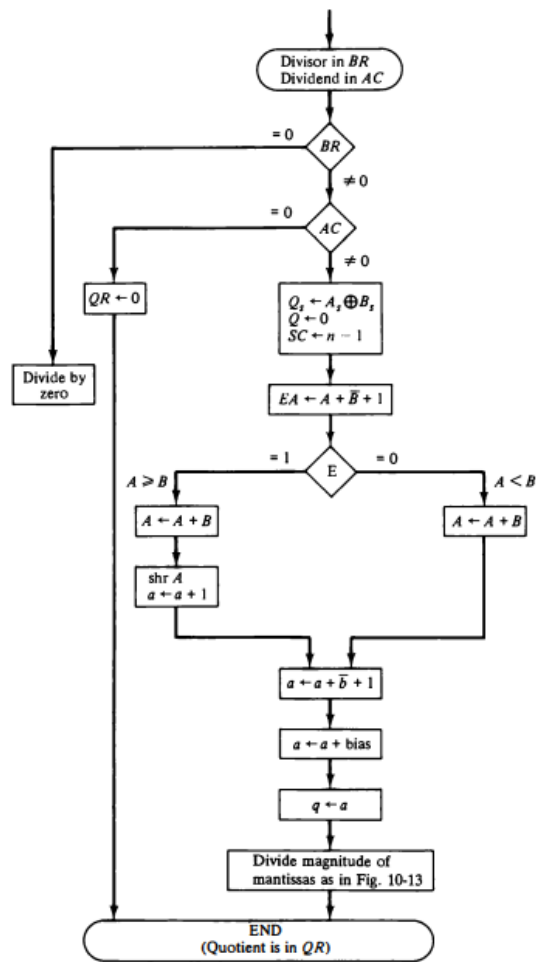 Divisor in BR
Dividend in AC
= 0
BR
≠ 0
= 0
AC
≠ 0
QR ← 0
Qₛ ← Aₛ ⊕ Bₛ
Q ← 0
SC ← n − 1
Divide by
zero
EA ← A + B̅ + 1
= 1
E
= 0
A ⩾ B
A < B
A ← A + B
A ← A + B
shr A
a ← a + 1
a ← a + b̅ + 1
a ← a + bias
q ← a
Divide magnitude of
mantissas as in Fig. 10-13
END
(Quotient is in QR)